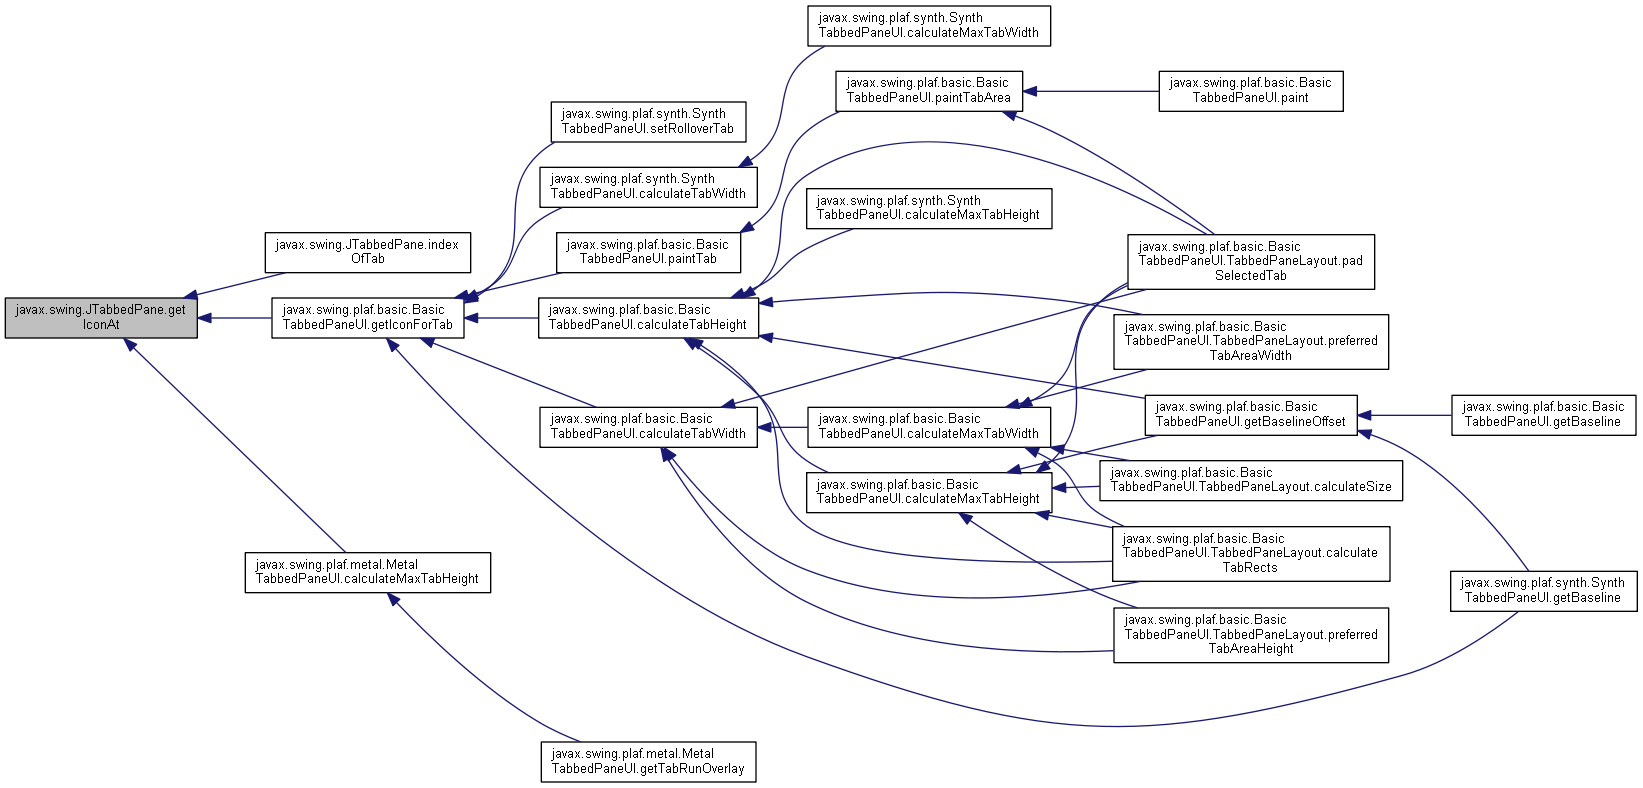 javax.swing.JTabbedPane.get
IconAt
javax.swing.JTabbedPane.index
OfTab
javax.swing.plaf.basic.Basic
TabbedPaneUI.getIconForTab
javax.swing.plaf.metal.Metal
TabbedPaneUI.calculateMaxTabHeight
javax.swing.plaf.synth.Synth
TabbedPaneUI.setRolloverTab
javax.swing.plaf.synth.Synth
TabbedPaneUI.calculateTabWidth
javax.swing.plaf.basic.Basic
TabbedPaneUI.paintTab
javax.swing.plaf.basic.Basic
TabbedPaneUI.calculateTabHeight
javax.swing.plaf.basic.Basic
TabbedPaneUI.calculateTabWidth
javax.swing.plaf.metal.Metal
TabbedPaneUI.getTabRunOverlay
javax.swing.plaf.synth.Synth
TabbedPaneUI.calculateMaxTabWidth
javax.swing.plaf.basic.Basic
TabbedPaneUI.paintTabArea
javax.swing.plaf.synth.Synth
TabbedPaneUI.calculateMaxTabHeight
javax.swing.plaf.basic.Basic
TabbedPaneUI.calculateMaxTabWidth
javax.swing.plaf.basic.Basic
TabbedPaneUI.calculateMaxTabHeight
javax.swing.plaf.basic.Basic
TabbedPaneUI.paint
javax.swing.plaf.basic.Basic
TabbedPaneUI.TabbedPaneLayout.pad
SelectedTab
javax.swing.plaf.basic.Basic
TabbedPaneUI.TabbedPaneLayout.preferred
TabAreaWidth
javax.swing.plaf.basic.Basic
TabbedPaneUI.getBaselineOffset
javax.swing.plaf.basic.Basic
TabbedPaneUI.TabbedPaneLayout.calculateSize
javax.swing.plaf.basic.Basic
TabbedPaneUI.TabbedPaneLayout.calculate
TabRects
javax.swing.plaf.basic.Basic
TabbedPaneUI.TabbedPaneLayout.preferred
TabAreaHeight
javax.swing.plaf.basic.Basic
TabbedPaneUI.getBaseline
javax.swing.plaf.synth.Synth
TabbedPaneUI.getBaseline